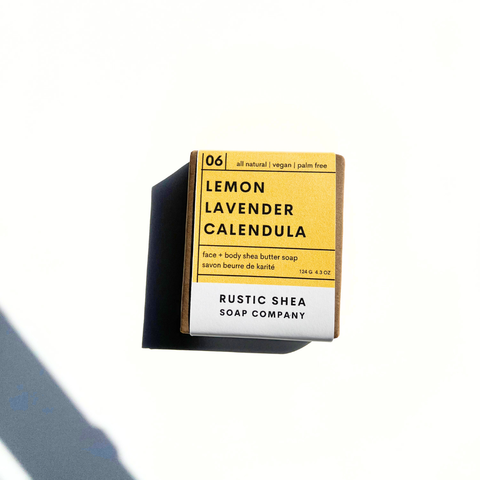 06
all natural | vegan | palm free
LEMON
LAVENDER
CALENDULA
face + body shea butter soap
savon beurre de karité
124 G 4.3 OZ
RUSTIC SHEA
SOAP COMPANY